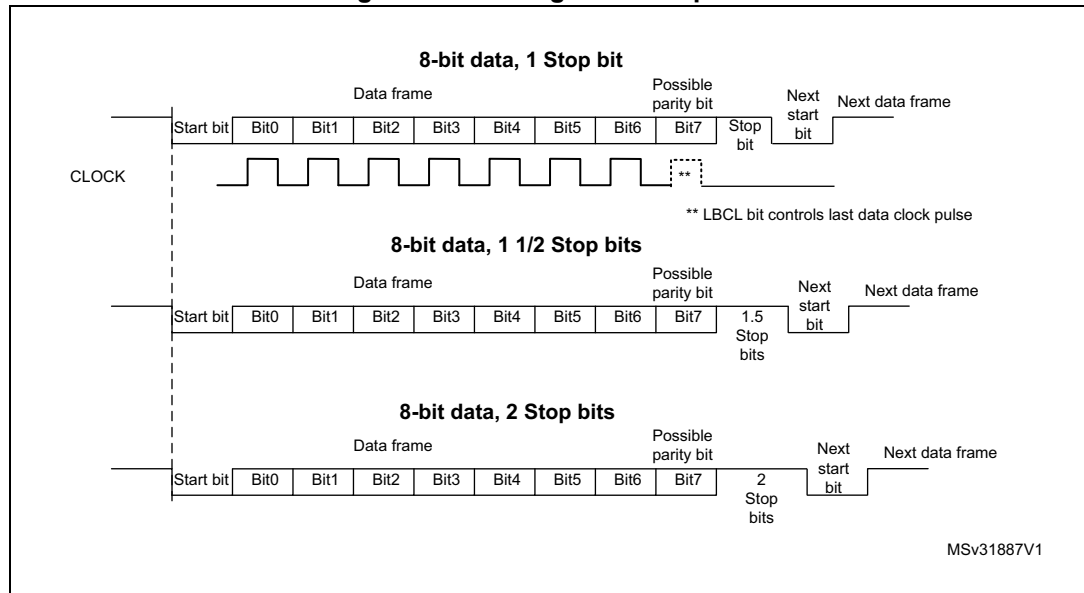 8-bit data, 1 Stop bit
Data frame
Possible
parity bit
Next
start
bit
Next data frame
Start bit Bit0 Bit1 Bit2 Bit3 Bit4 Bit5 Bit6 Bit7 Stop
bit
CLOCK
**
** LBCL bit controls last data clock pulse
8-bit data, 1 1/2 Stop bits
Data frame
Possible
parity bit
Next
start
bit
Next data frame
Start bit Bit0 Bit1 Bit2 Bit3 Bit4 Bit5 Bit6 Bit7 1.5
Stop
bits
8-bit data, 2 Stop bits
Data frame
Possible
parity bit
Next
start
bit
Next data frame
Start bit Bit0 Bit1 Bit2 Bit3 Bit4 Bit5 Bit6 Bit7 2
Stop
bits
MSv31887V1